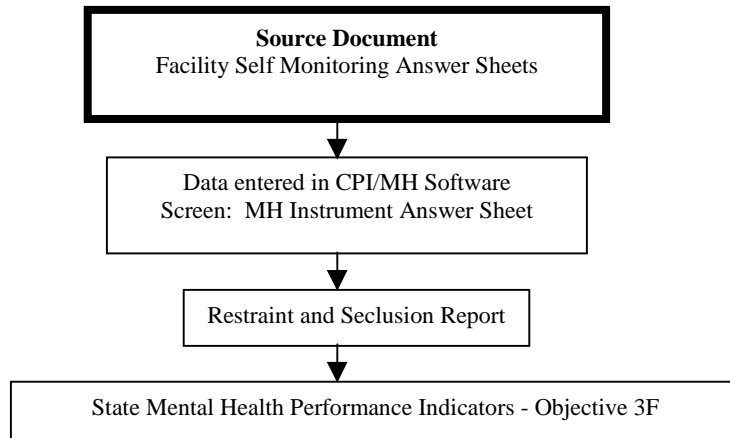 Source Document
Facility Self Monitoring Answer Sheets
Data entered in CPI/MH Software
Screen:  MH Instrument Answer Sheet
Restraint and Seclusion Report
State Mental Health Performance Indicators - Objective 3F